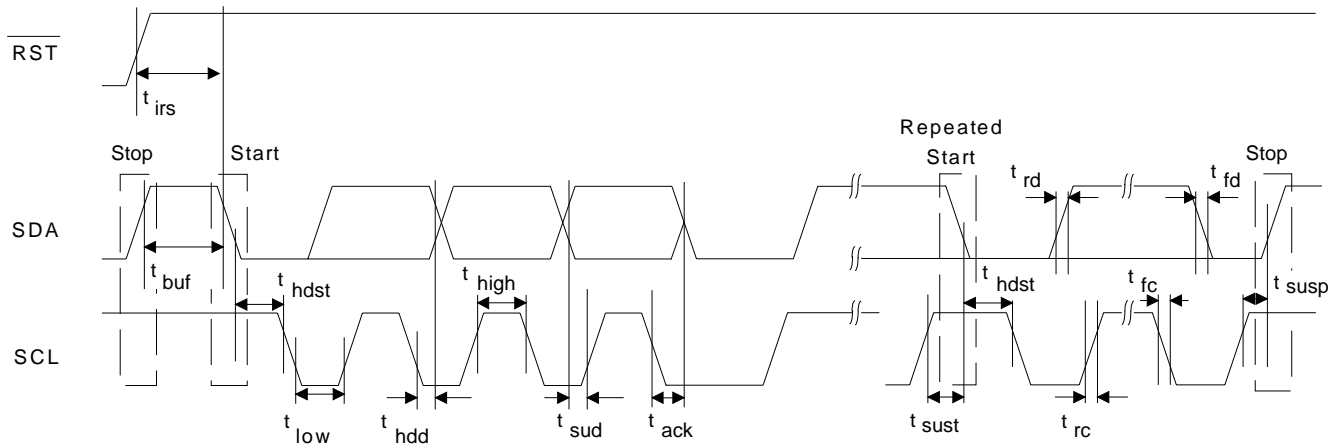 RST
t irs
Repeated
Stop Start Start Stop
t rd t fd
SDA
t buf t hdst t high t hdst t fc t susp
SCL
t low t hdd t sud t ack t sust t rc